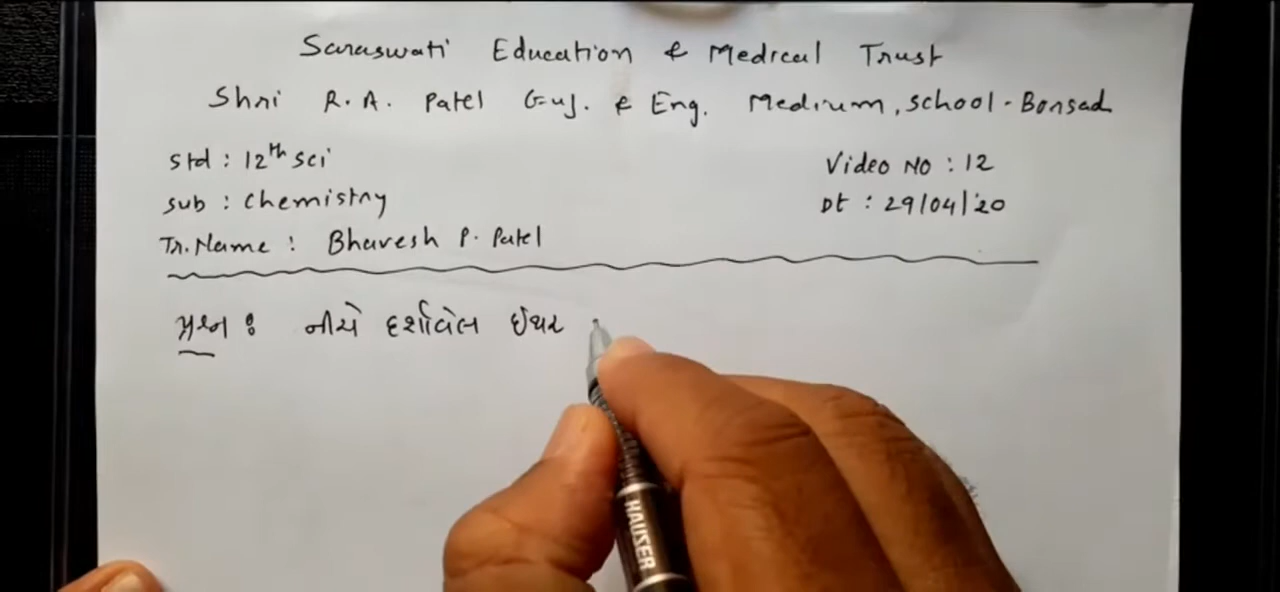 Saraswati Education & Medical Trust
Shri R.A. Patel Guj. & Eng. Medium, School - Borsad
Std : 12th Sci
Video No : 12
Sub : Chemistry
Dt : 29/04/20
Tr. Name : Bhavesh P. Patel
પ્રશ્ન : નીચે દર્શાવેલ ઈથર
HAUSER